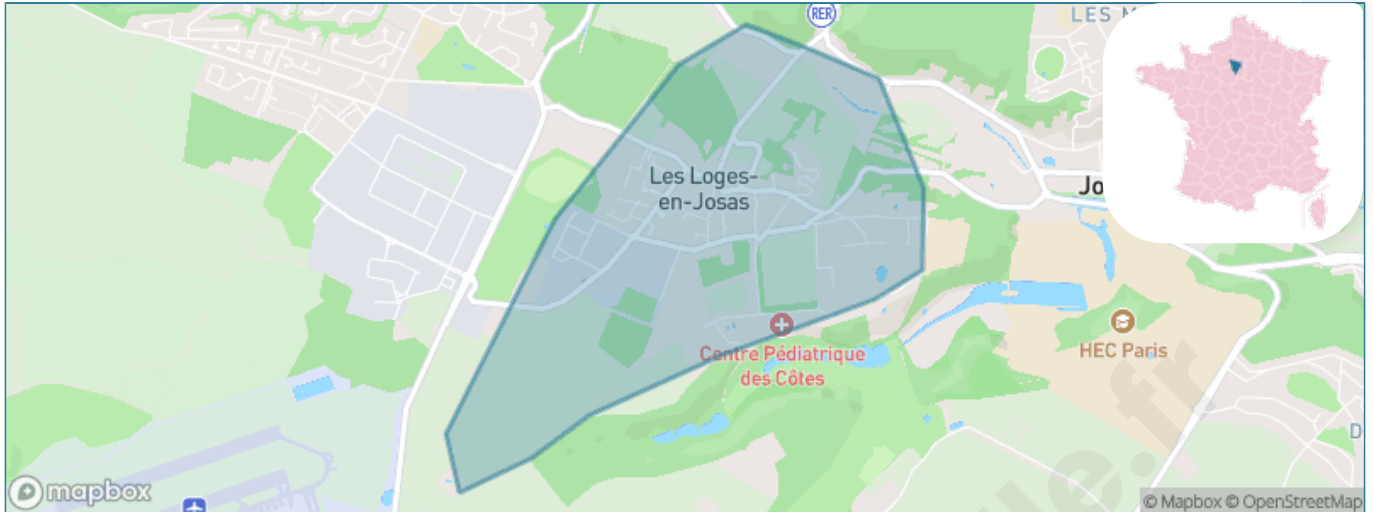 RER
LES M
Les Loges-
en-Josas
Jo
Centre Pédiatrique
des Côtes
HEC Paris
D
mapbox
© Mapbox © OpenStreetMap